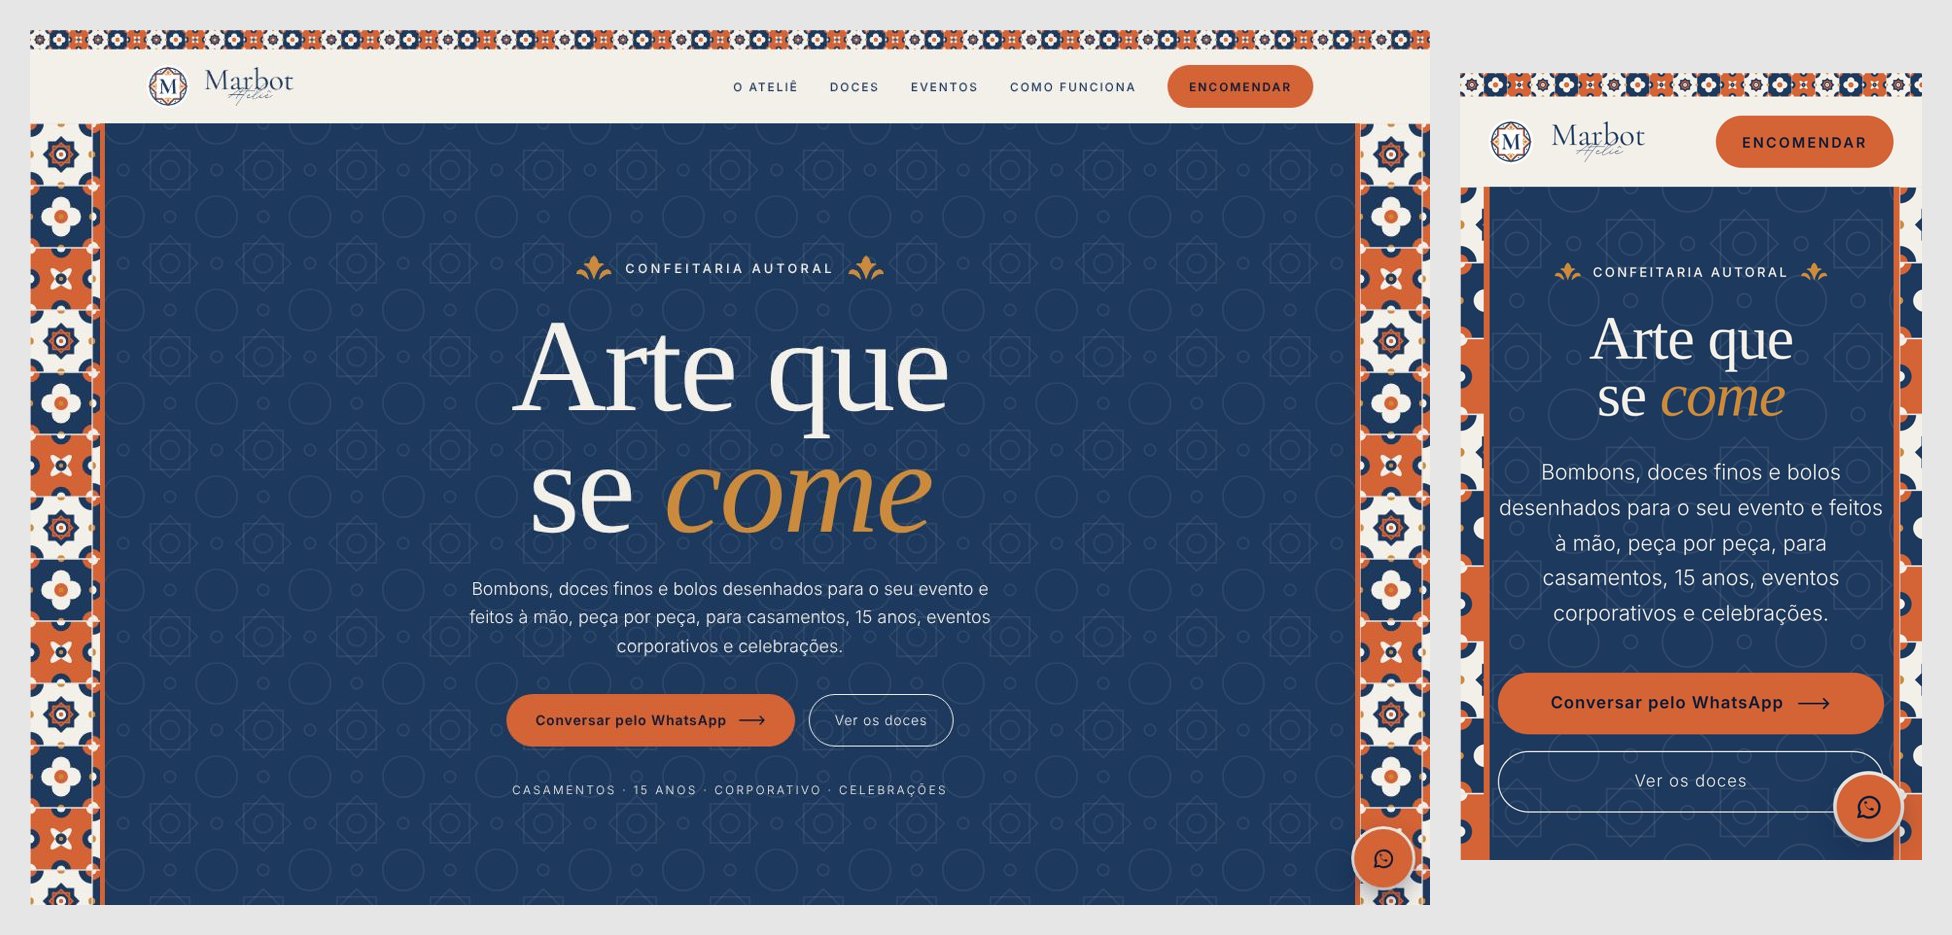 M Marbot
Ateliê
O ATELIÊ DOCES EVENTOS COMO FUNCIONA ENCOMENDAR
CONFEITARIA AUTORAL
Arte que
se come
Bombons, doces finos e bolos desenhados para o seu evento e
feitos à mão, peça por peça, para casamentos, 15 anos, eventos
corporativos e celebrações.
Conversar pelo WhatsApp → Ver os doces
CASAMENTOS · 15 ANOS · CORPORATIVO · CELEBRAÇÕES
M Marbot
Ateliê
ENCOMENDAR
CONFEITARIA AUTORAL
Arte que
se come
Bombons, doces finos e bolos
desenhados para o seu evento e feitos
à mão, peça por peça, para
casamentos, 15 anos, eventos
corporativos e celebrações.
Conversar pelo WhatsApp →
Ver os doces